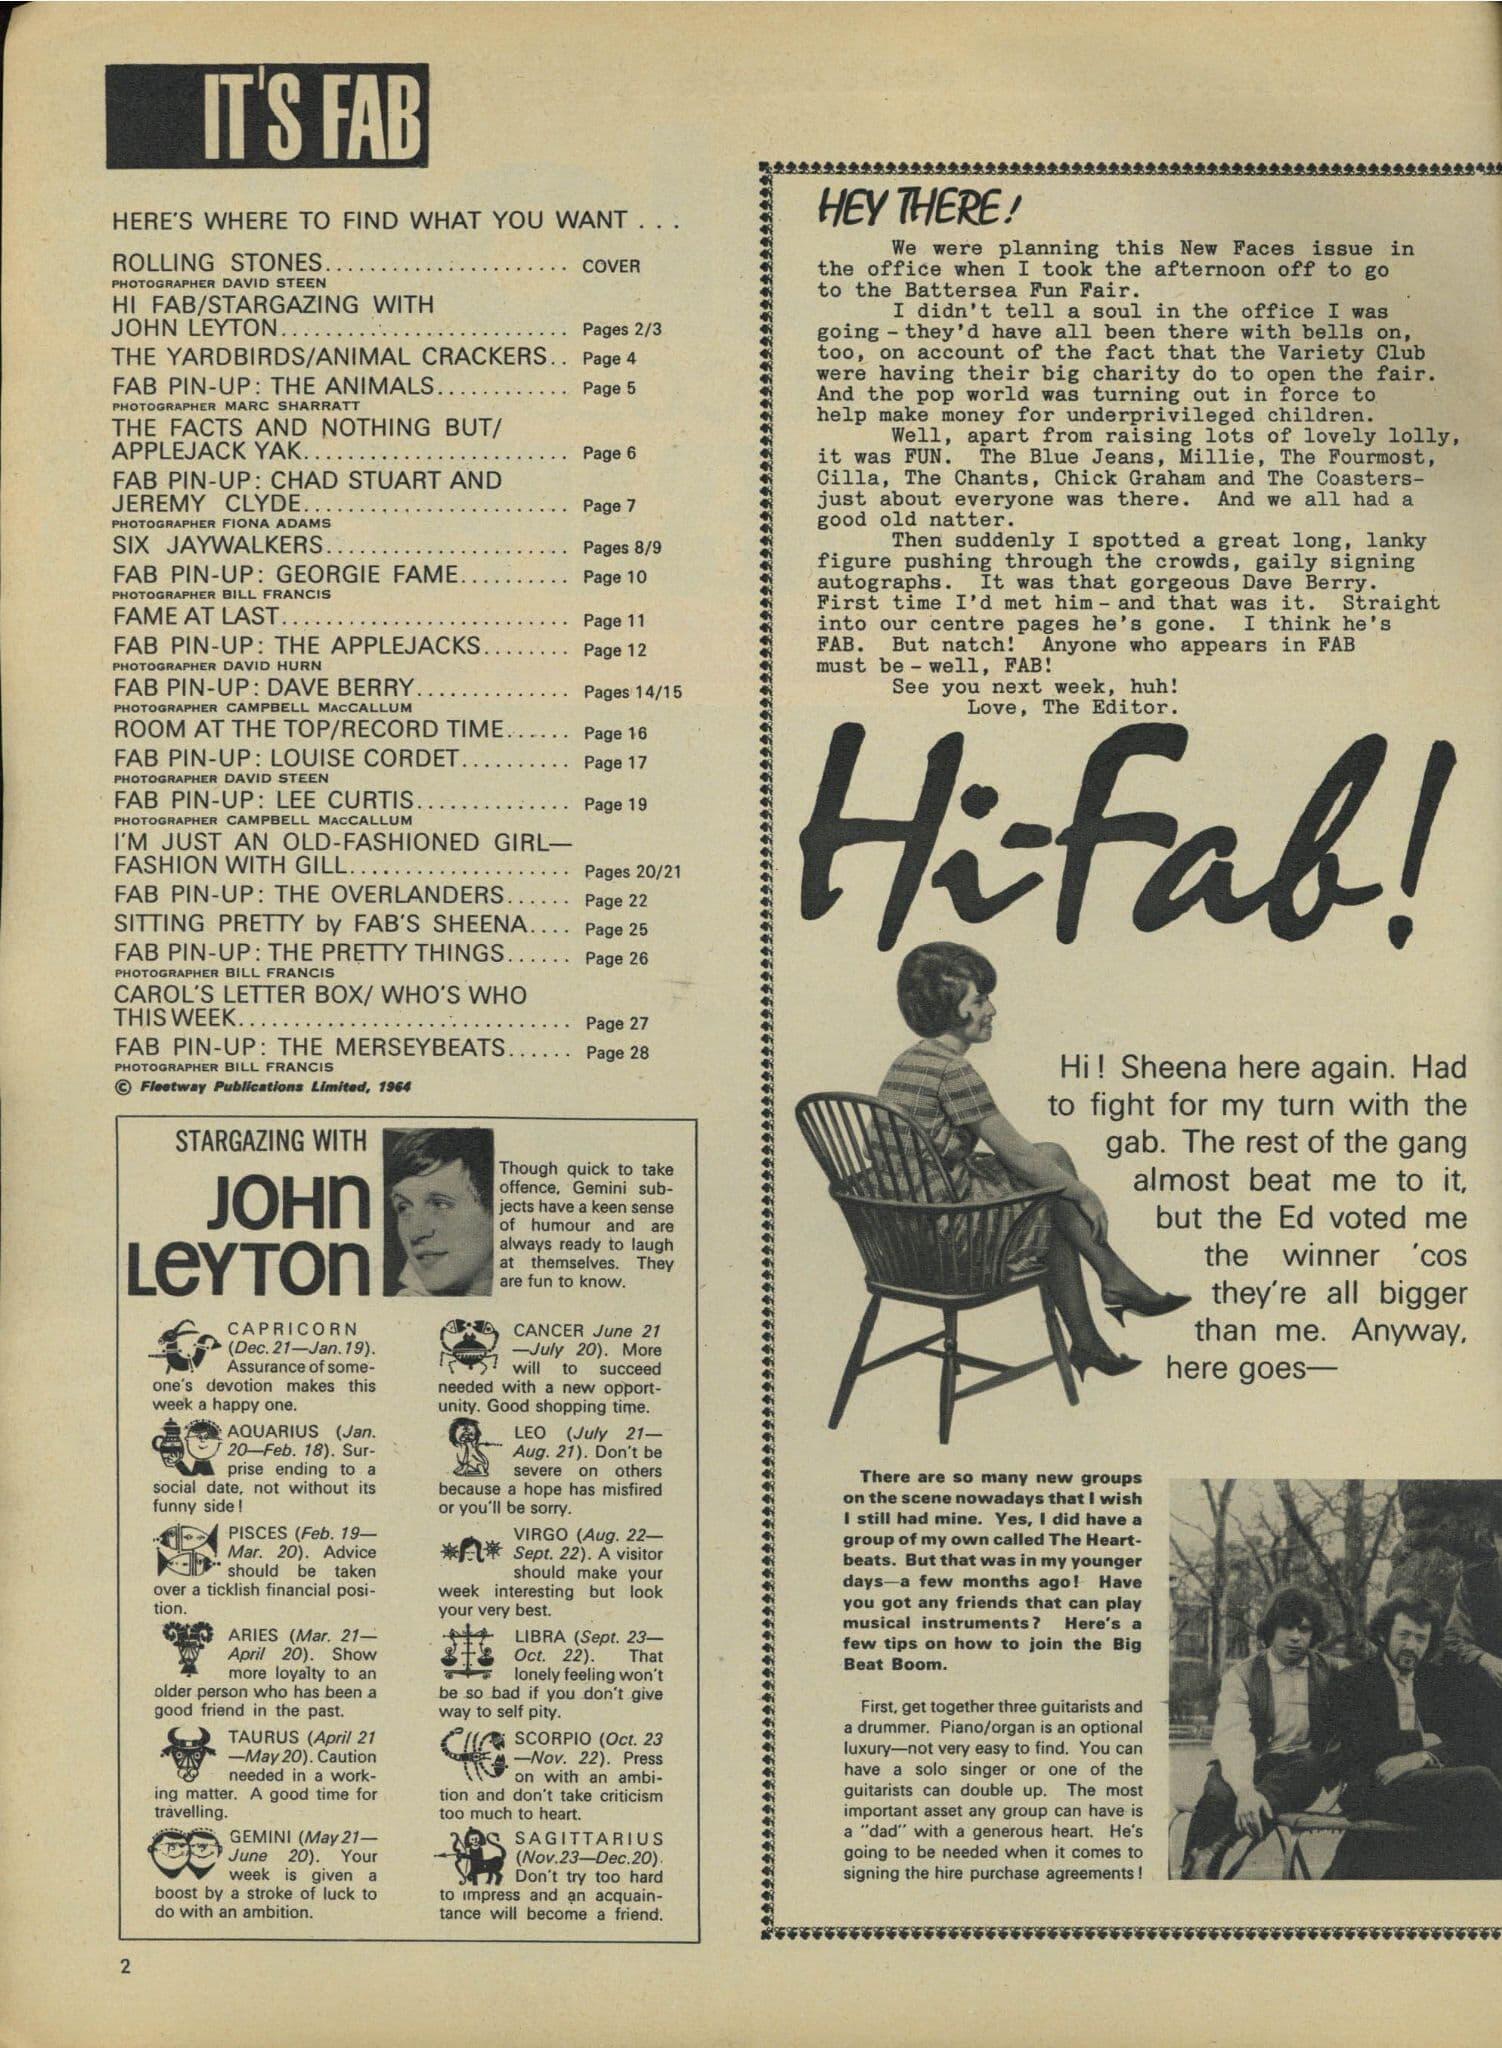 IT'S FAB
HERE'S WHERE TO FIND WHAT YOU WANT . . .
ROLLING STONES...................... COVER
PHOTOGRAPHER DAVID STEEN
HI FAB/STARGAZING WITH
JOHN LEYTON.......................... Pages 2/3
THE YARDBIRDS/ANIMAL CRACKERS.. Page 4
FAB PIN-UP: THE ANIMALS............ Page 5
PHOTOGRAPHER MARC SHARRATT
THE FACTS AND NOTHING BUT/
APPLEJACK YAK........................ Page 6
FAB PIN-UP: CHAD STUART AND
JEREMY CLYDE........................ Page 7
PHOTOGRAPHER FIONA ADAMS
SIX JAYWALKERS...................... Pages 8/9
FAB PIN-UP: GEORGIE FAME.......... Page 10
PHOTOGRAPHER BILL FRANCIS
FAME AT LAST.......................... Page 11
FAB PIN-UP: THE APPLEJACKS........ Page 12
PHOTOGRAPHER DAVID HURN
FAB PIN-UP: DAVE BERRY.............. Pages 14/15
PHOTOGRAPHER CAMPBELL MacCALLUM
ROOM AT THE TOP/RECORD TIME...... Page 16
FAB PIN-UP: LOUISE CORDET.......... Page 17
PHOTOGRAPHER DAVID STEEN
FAB PIN-UP: LEE CURTIS.............. Page 19
PHOTOGRAPHER CAMPBELL MacCALLUM
I'M JUST AN OLD-FASHIONED GIRL—
FASHION WITH GILL.................... Pages 20/21
FAB PIN-UP: THE OVERLANDERS...... Page 22
SITTING PRETTY by FAB'S SHEENA.... Page 25
FAB PIN-UP: THE PRETTY THINGS...... Page 26
PHOTOGRAPHER BILL FRANCIS
CAROL'S LETTER BOX/ WHO'S WHO
THIS WEEK.............................. Page 27
FAB PIN-UP: THE MERSEYBEATS...... Page 28
PHOTOGRAPHER BILL FRANCIS
© Fleetway Publications Limited, 1964
STARGAZING WITH
JOHN
LEYTON
Though quick to take
offence, Gemini sub-
jects have a keen sense
of humour and are
always ready to laugh
at themselves. They
are fun to know.
CAPRICORN
(Dec. 21—Jan. 19).
Assurance of some-
one's devotion makes this
week a happy one.
AQUARIUS (Jan.
20—Feb. 18). Sur-
prise ending to a
social date, not without its
funny side!
PISCES (Feb. 19—
Mar. 20). Advice
should be taken
over a ticklish financial posi-
tion.
ARIES (Mar. 21—
April 20). Show
more loyalty to an
older person who has been a
good friend in the past.
TAURUS (April 21
—May 20). Caution
needed in a work-
ing matter. A good time for
travelling.
GEMINI (May 21—
June 20). Your
week is given a
boost by a stroke of luck to
do with an ambition.
CANCER June 21
—July 20). More
will to succeed
needed with a new opport-
unity. Good shopping time.
LEO (July 21—
Aug. 21). Don't be
severe on others
because a hope has misfired
or you'll be sorry.
VIRGO (Aug. 22—
Sept. 22). A visitor
should make your
week interesting but look
your very best.
LIBRA (Sept. 23—
Oct. 22). That
lonely feeling won't
be so bad if you don't give
way to self pity.
SCORPIO (Oct. 23
—Nov. 22). Press
on with an ambi-
tion and don't take criticism
too much to heart.
SAGITTARIUS
(Nov.23—Dec.20).
Don't try too hard
to impress and an acquain-
tance will become a friend.
2
HEY THERE!
We were planning this New Faces issue in
the office when I took the afternoon off to go
to the Battersea Fun Fair.
I didn't tell a soul in the office I was
going - they'd have all been there with bells on,
too, on account of the fact that the Variety Club
were having their big charity do to open the fair.
And the pop world was turning out in force to
help make money for underprivileged children.
Well, apart from raising lots of lovely lolly,
it was FUN. The Blue Jeans, Millie, The Fourmost,
Cilla, The Chants, Chick Graham and The Coasters-
just about everyone was there. And we all had a
good old natter.
Then suddenly I spotted a great long, lanky
figure pushing through the crowds, gaily signing
autographs. It was that gorgeous Dave Berry.
First time I'd met him - and that was it. Straight
into our centre pages he's gone. I think he's
FAB. But natch! Anyone who appears in FAB
must be - well, FAB!
See you next week, huh!
Love, The Editor.
Hi-Fab!
Hi! Sheena here again. Had
to fight for my turn with the
gab. The rest of the gang
almost beat me to it,
but the Ed voted me
the winner 'cos
they're all bigger
than me. Anyway,
here goes—
There are so many new groups
on the scene nowadays that I wish
I still had mine. Yes, I did have a
group of my own called The Heart-
beats. But that was in my younger
days—a few months ago! Have
you got any friends that can play
musical instruments? Here's a
few tips on how to join the Big
Beat Boom.
First, get together three guitarists and
a drummer. Piano/organ is an optional
luxury—not very easy to find. You can
have a solo singer or one of the
guitarists can double up. The most
important asset any group can have is
a "dad" with a generous heart. He's
going to be needed when it comes to
signing the hire purchase agreements!